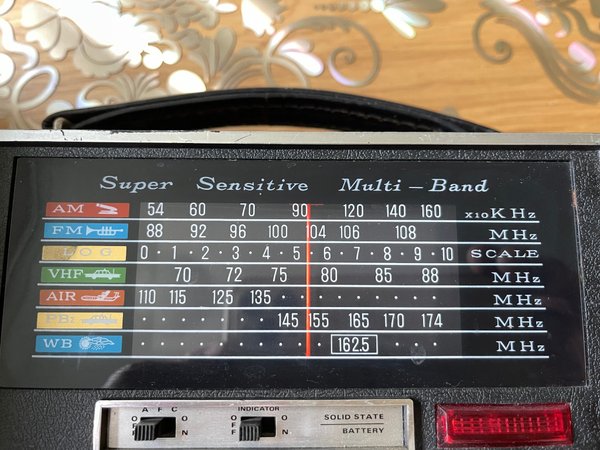 Super Sensitive Multi-Band
AM 54 60 70 90 120 140 160 x10KHz
FM 88 92 96 100 104 106 108 MHz
LOG 0 · 1 · 2 · 3 · 4 · 5 · 6 · 7 · 8 · 9 · 10 SCALE
VHF 70 72 75 80 85 88 MHz
AIR 110 115 125 135 MHz
PB1 145 155 165 170 174 MHz
WB 162.5 MHz
AFC INDICATOR SOLID STATE
OFF ON OFF ON BATTERY